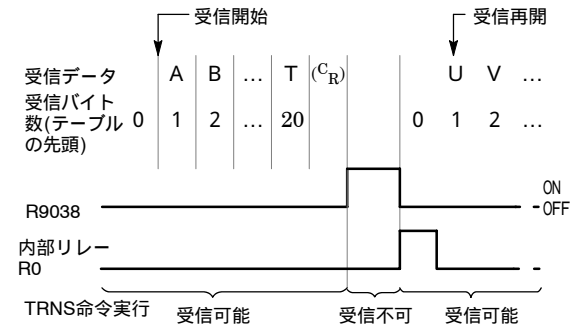 受信開始 受信再開
受信データ A B … T (CR) U V …
受信バイト
数(テーブル 0 1 2 … 20 0 1 2 …
の先頭)
ON
R9038 OFF
内部リレー
R0
TRNS命令実行 受信可能 受信不可 受信可能